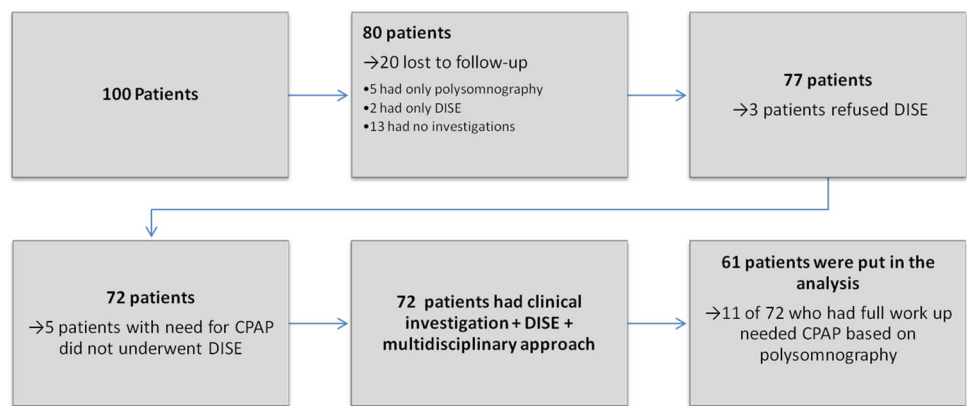 100 Patients
80 patients
→20 lost to follow-up
•5 had only polysomnography
•2 had only DISE
•13 had no investigations
77 patients
→3 patients refused DISE
72 patients
→5 patients with need for CPAP
did not underwent DISE
72 patients had clinical
investigation + DISE +
multidisciplinary approach
61 patients were put in the
analysis
→11 of 72 who had full work up
needed CPAP based on
polysomnography